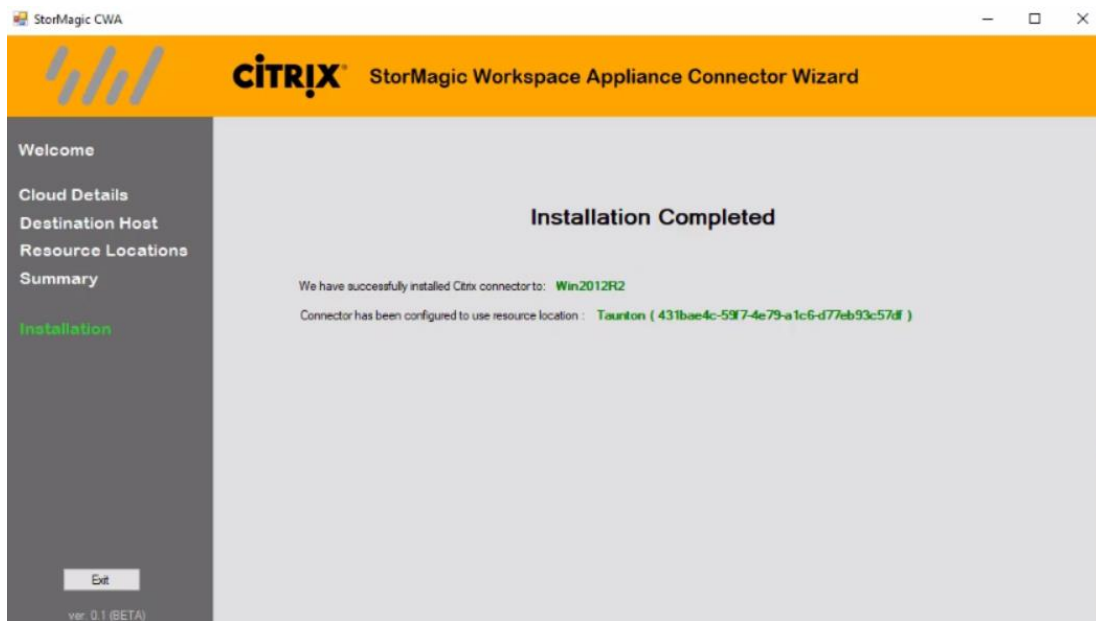 StorMagic CWA
CİTRIX® StorMagic Workspace Appliance Connector Wizard
Welcome
Cloud Details
Destination Host
Resource Locations
Summary
Installation
Installation Completed
We have successfully installed Citrix connector to: Win2012R2
Connector has been configured to use resource location : Taunton ( 431bae4c-59f7-4e79-a1c6-d77eb93c57df )
Exit
ver. 0.1 (BETA)